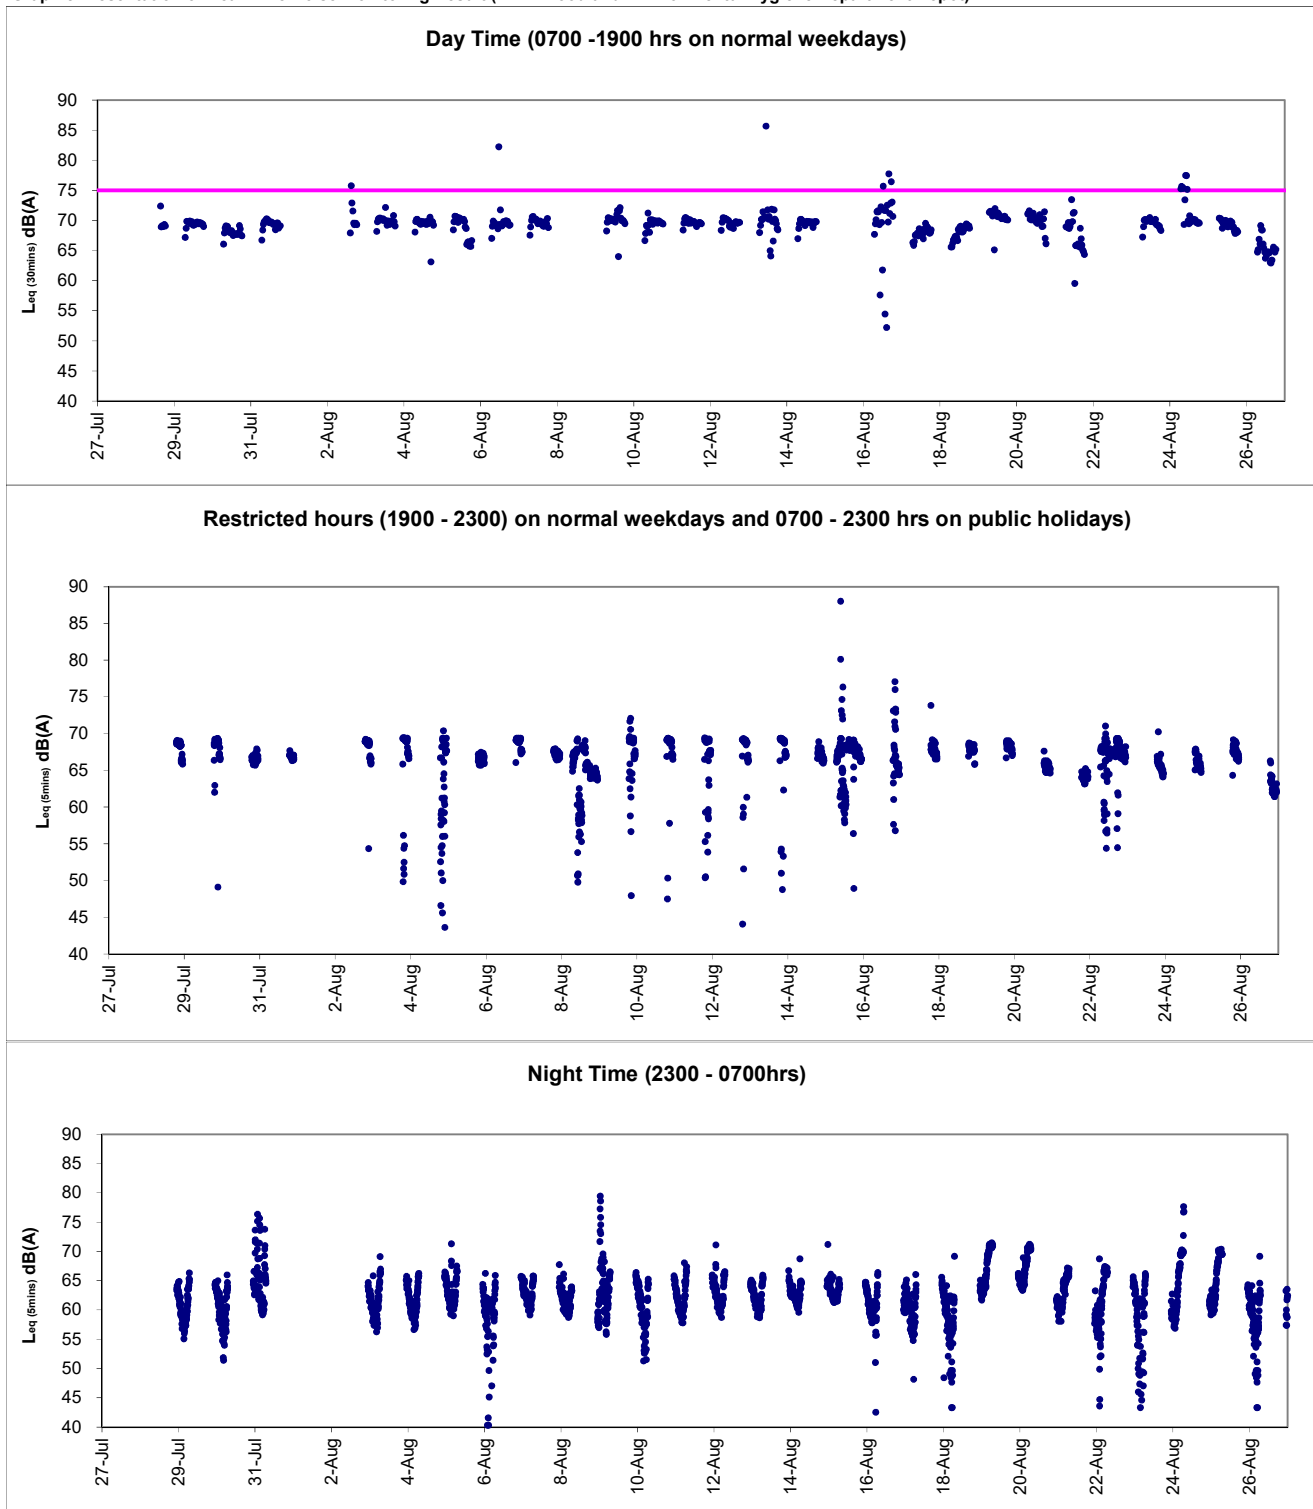 Day Time (0700 -1900 hrs on normal weekdays)
90
85
80
75
70
65
60
55
50
45
40
Leq (30mins) dB(A)
27-Jul
29-Jul
31-Jul
2-Aug
4-Aug
6-Aug
8-Aug
10-Aug
12-Aug
14-Aug
16-Aug
18-Aug
20-Aug
22-Aug
24-Aug
26-Aug
Restricted hours (1900 - 2300) on normal weekdays and 0700 - 2300 hrs on public holidays)
90
85
80
75
70
65
60
55
50
45
40
Leq (5mins) dB(A)
27-Jul
29-Jul
31-Jul
2-Aug
4-Aug
6-Aug
8-Aug
10-Aug
12-Aug
14-Aug
16-Aug
18-Aug
20-Aug
22-Aug
24-Aug
26-Aug
Night Time (2300 - 0700hrs)
90
85
80
75
70
65
60
55
50
45
40
Leq (5mins) dB(A)
27-Jul
29-Jul
31-Jul
2-Aug
4-Aug
6-Aug
8-Aug
10-Aug
12-Aug
14-Aug
16-Aug
18-Aug
20-Aug
22-Aug
24-Aug
26-Aug